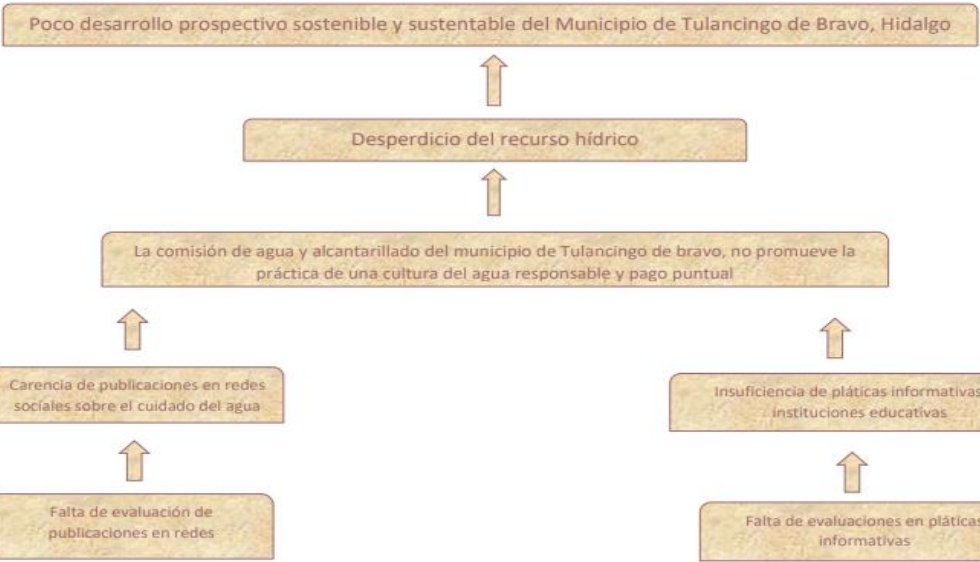 Poco desarrollo prospectivo sostenible y sustentable del Municipio de Tulancingo de Bravo, Hidalgo
Desperdicio del recurso hídrico
La comisión de agua y alcantarillado del municipio de Tulancingo de bravo, no promueve la
práctica de una cultura del agua responsable y pago puntual
Carencia de publicaciones en redes
sociales sobre el cuidado del agua
Insuficiencia de pláticas informativas
instituciones educativas
Falta de evaluación de
publicaciones en redes
Falta de evaluaciones en pláticas
informativas